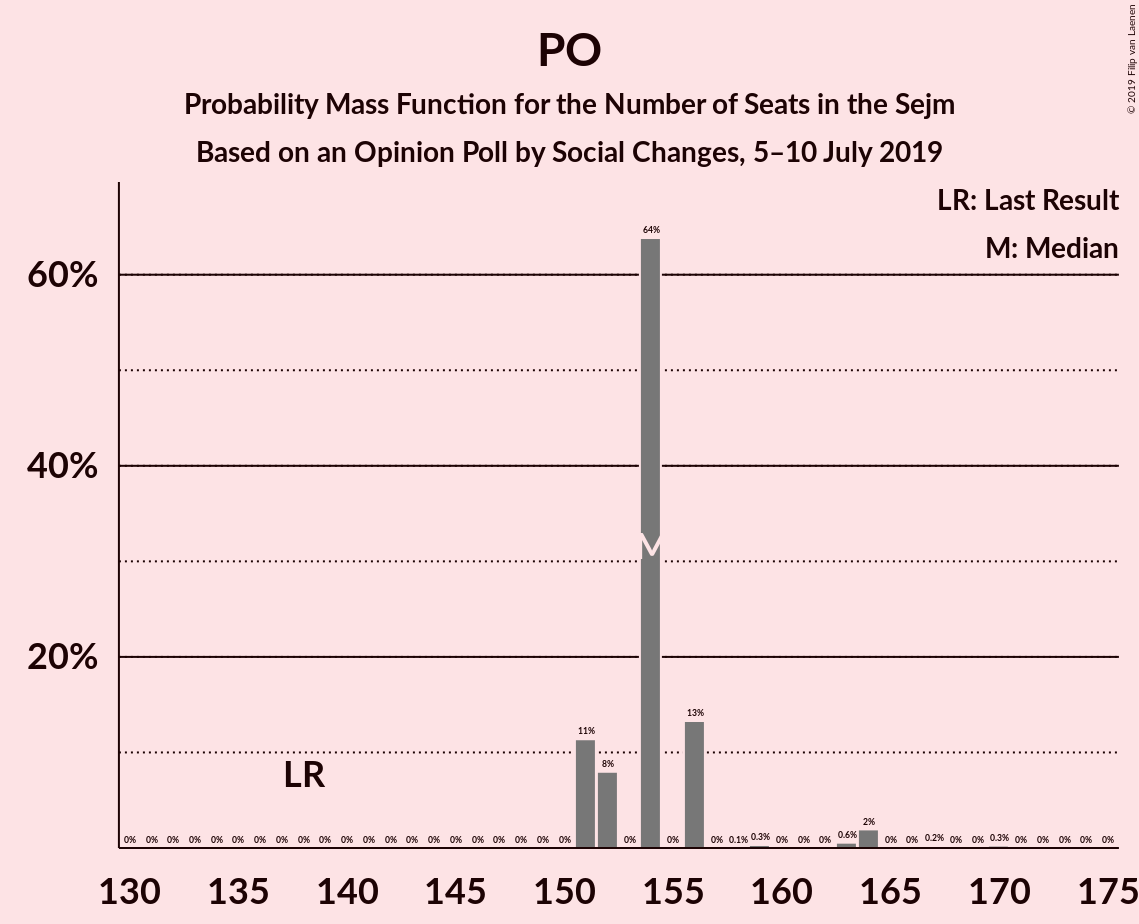 PO
Probability Mass Function for the Number of Seats in the Sejm
Based on an Opinion Poll by Social Changes, 5–10 July 2019
© 2019 Filip van Laenen
LR: Last Result
M: Median
60%
40%
20%
64%
M
13%
11%
8%
LR
0% 0% 0% 0% 0% 0% 0% 0% 0% 0% 0% 0% 0% 0% 0% 0% 0% 0% 0% 0% 0% 0% 0% 0% 0.1% 0.3% 0% 0% 0% 0.6% 2% 0% 0% 0.2% 0% 0% 0.3% 0% 0% 0% 0% 0%
130 135 140 145 150 155 160 165 170 175